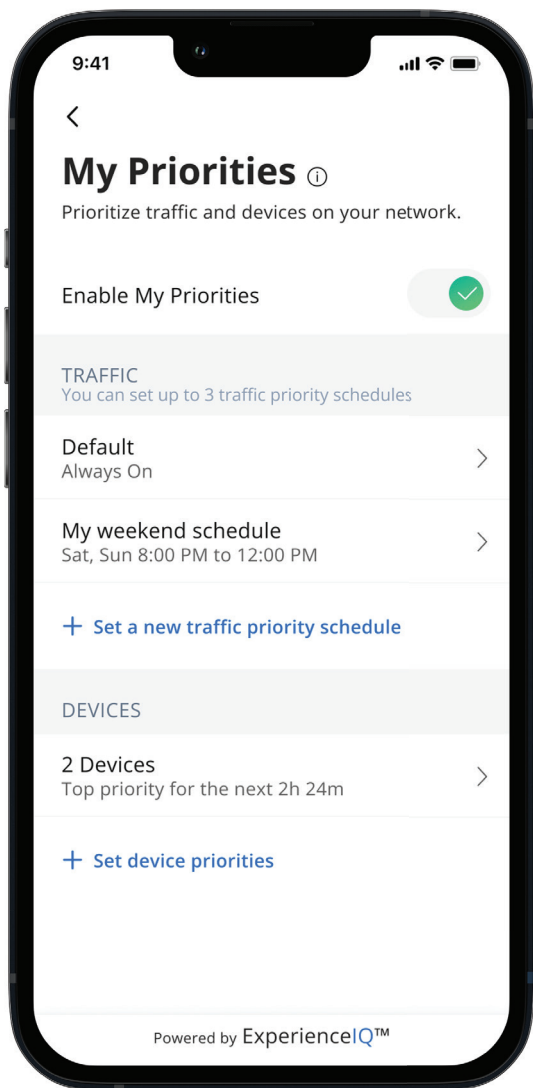 9:41
My Priorities
Prioritize traffic and devices on your network.
Enable My Priorities
TRAFFIC
You can set up to 3 traffic priority schedules
Default
Always On
My weekend schedule
Sat, Sun 8:00 PM to 12:00 PM
+ Set a new traffic priority schedule
DEVICES
2 Devices
Top priority for the next 2h 24m
+ Set device priorities
Powered by ExperienceIQ™